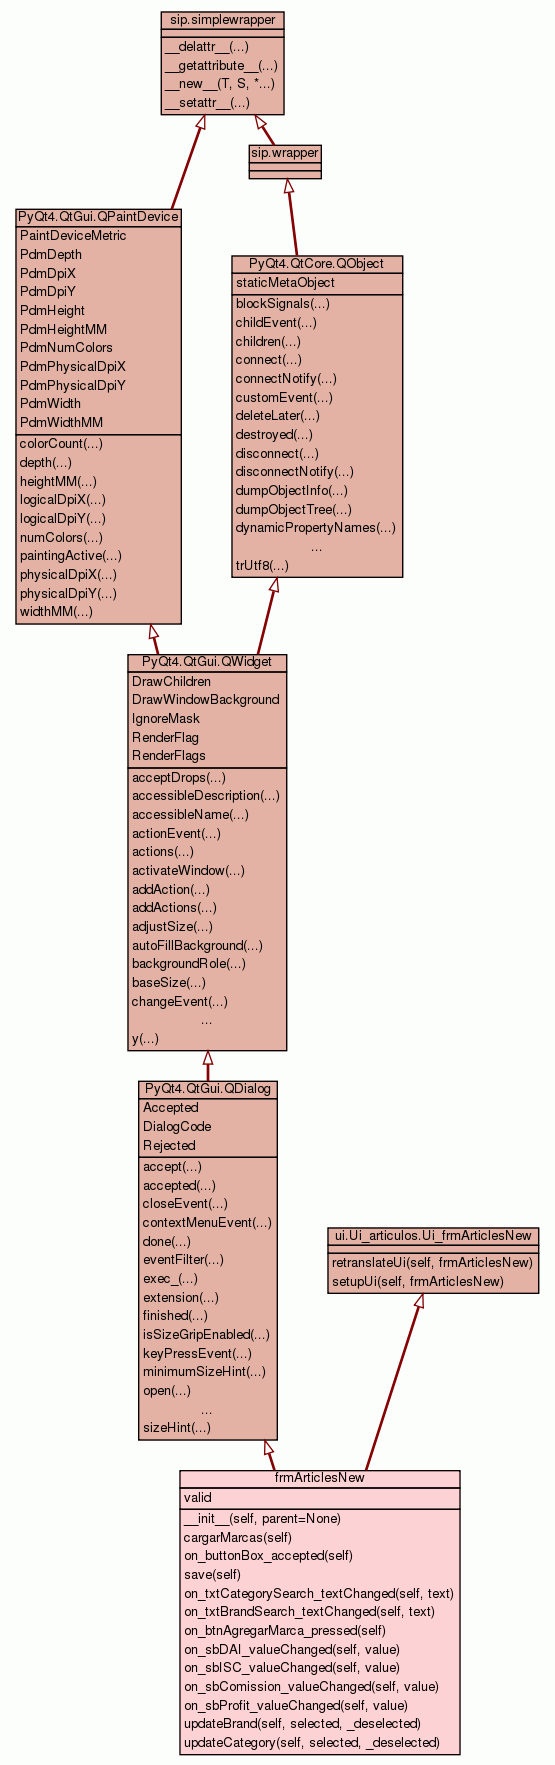 sip.simplewrapper
__delattr__(...)
__getattribute__(...)
__new__(T, S, *...)
__setattr__(...)
sip.wrapper
PyQt4.QtGui.QPaintDevice
PaintDeviceMetric
PdmDepth
PdmDpiX
PdmDpiY
PdmHeight
PdmHeightMM
PdmNumColors
PdmPhysicalDpiX
PdmPhysicalDpiY
PdmWidth
PdmWidthMM
colorCount(...)
depth(...)
heightMM(...)
logicalDpiX(...)
logicalDpiY(...)
numColors(...)
paintingActive(...)
physicalDpiX(...)
physicalDpiY(...)
widthMM(...)
PyQt4.QtCore.QObject
staticMetaObject
blockSignals(...)
childEvent(...)
children(...)
connect(...)
connectNotify(...)
customEvent(...)
deleteLater(...)
destroyed(...)
disconnect(...)
disconnectNotify(...)
dumpObjectInfo(...)
dumpObjectTree(...)
dynamicPropertyNames(...)
...
trUtf8(...)
PyQt4.QtGui.QWidget
DrawChildren
DrawWindowBackground
IgnoreMask
RenderFlag
RenderFlags
acceptDrops(...)
accessibleDescription(...)
accessibleName(...)
actionEvent(...)
actions(...)
activateWindow(...)
addAction(...)
addActions(...)
adjustSize(...)
autoFillBackground(...)
backgroundRole(...)
baseSize(...)
changeEvent(...)
...
y(...)
PyQt4.QtGui.QDialog
Accepted
DialogCode
Rejected
accept(...)
accepted(...)
closeEvent(...)
contextMenuEvent(...)
done(...)
eventFilter(...)
exec_(...)
extension(...)
finished(...)
isSizeGripEnabled(...)
keyPressEvent(...)
minimumSizeHint(...)
open(...)
...
sizeHint(...)
ui.Ui_articulos.Ui_frmArticlesNew
retranslateUi(self, frmArticlesNew)
setupUi(self, frmArticlesNew)
frmArticlesNew
valid
__init__(self, parent=None)
cargarMarcas(self)
on_buttonBox_accepted(self)
save(self)
on_txtCategorySearch_textChanged(self, text)
on_txtBrandSearch_textChanged(self, text)
on_btnAgregarMarca_pressed(self)
on_sbDAI_valueChanged(self, value)
on_sbISC_valueChanged(self, value)
on_sbComission_valueChanged(self, value)
on_sbProfit_valueChanged(self, value)
updateBrand(self, selected, _deselected)
updateCategory(self, selected, _deselected)